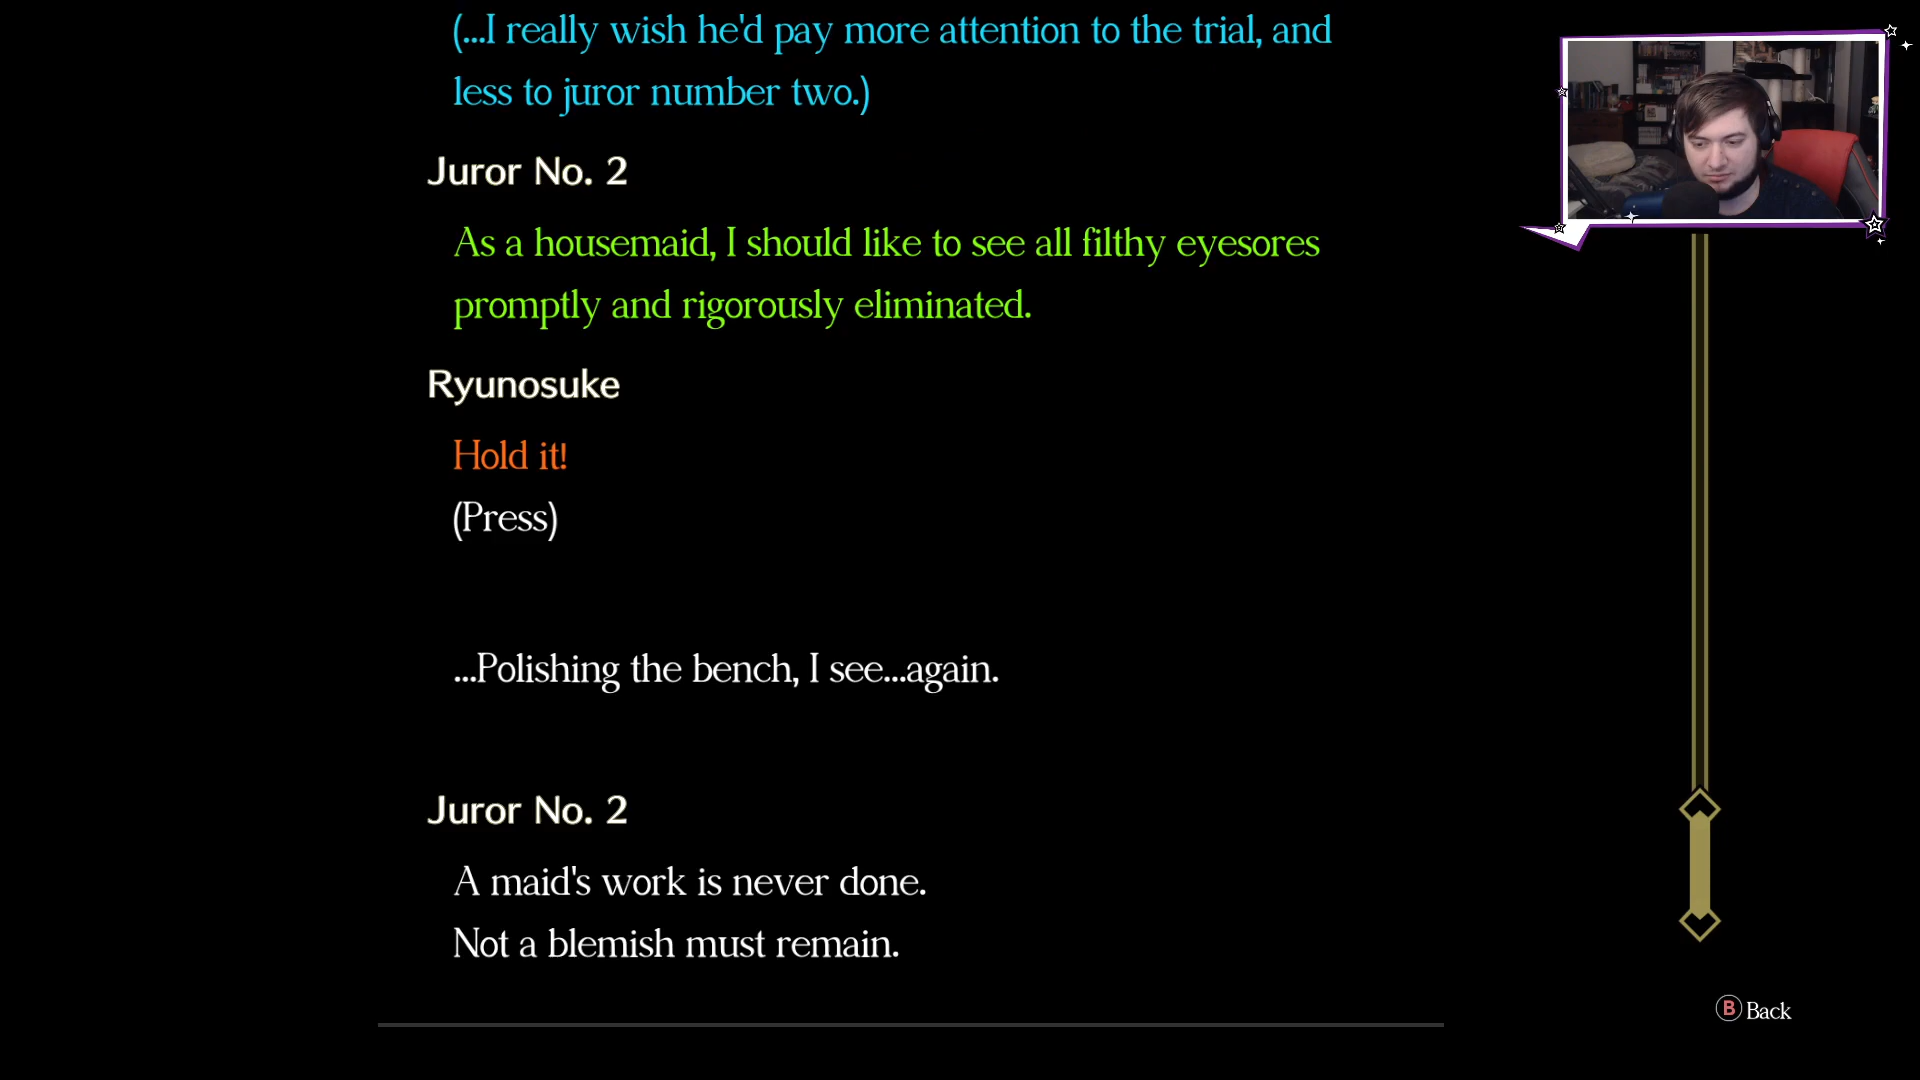 (...I really wish he'd pay more attention to the trial, and
less to juror number two.)
Juror No. 2
As a housemaid, I should like to see all filthy eyesores
promptly and rigorously eliminated.
Ryunosuke
Hold it!
(Press)
...Polishing the bench, I see...again.
Juror No. 2
A maid's work is never done.
Not a blemish must remain.
B Back